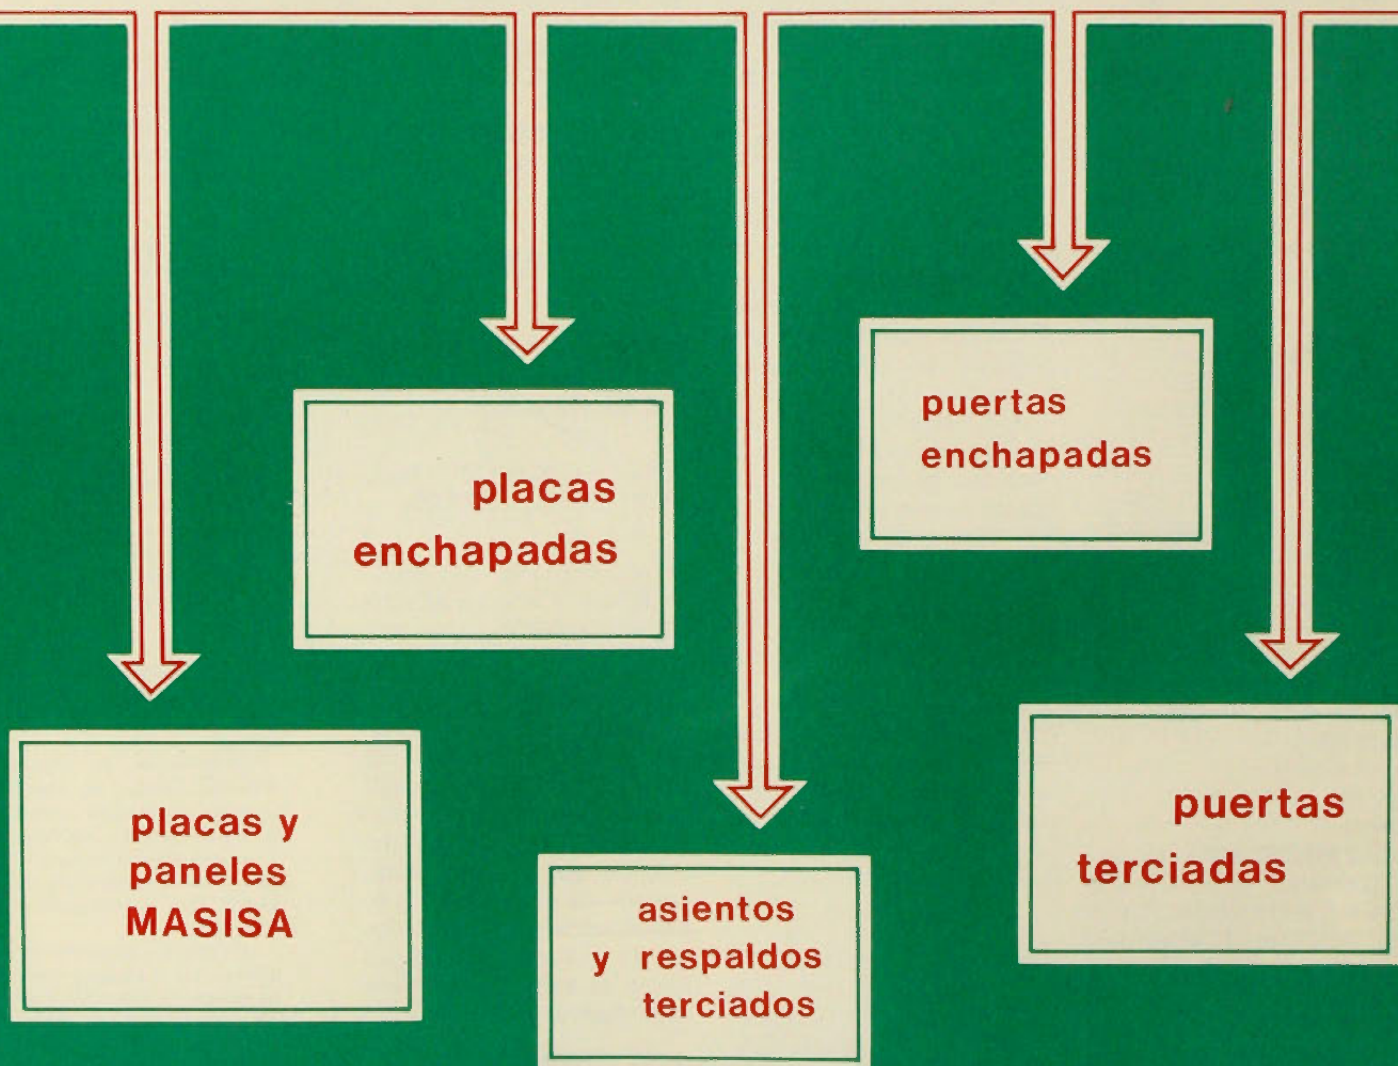 placas y
paneles
MASISA
placas
enchapadas
asientos
y respaldos
terciados
puertas
enchapadas
puertas
terciadas